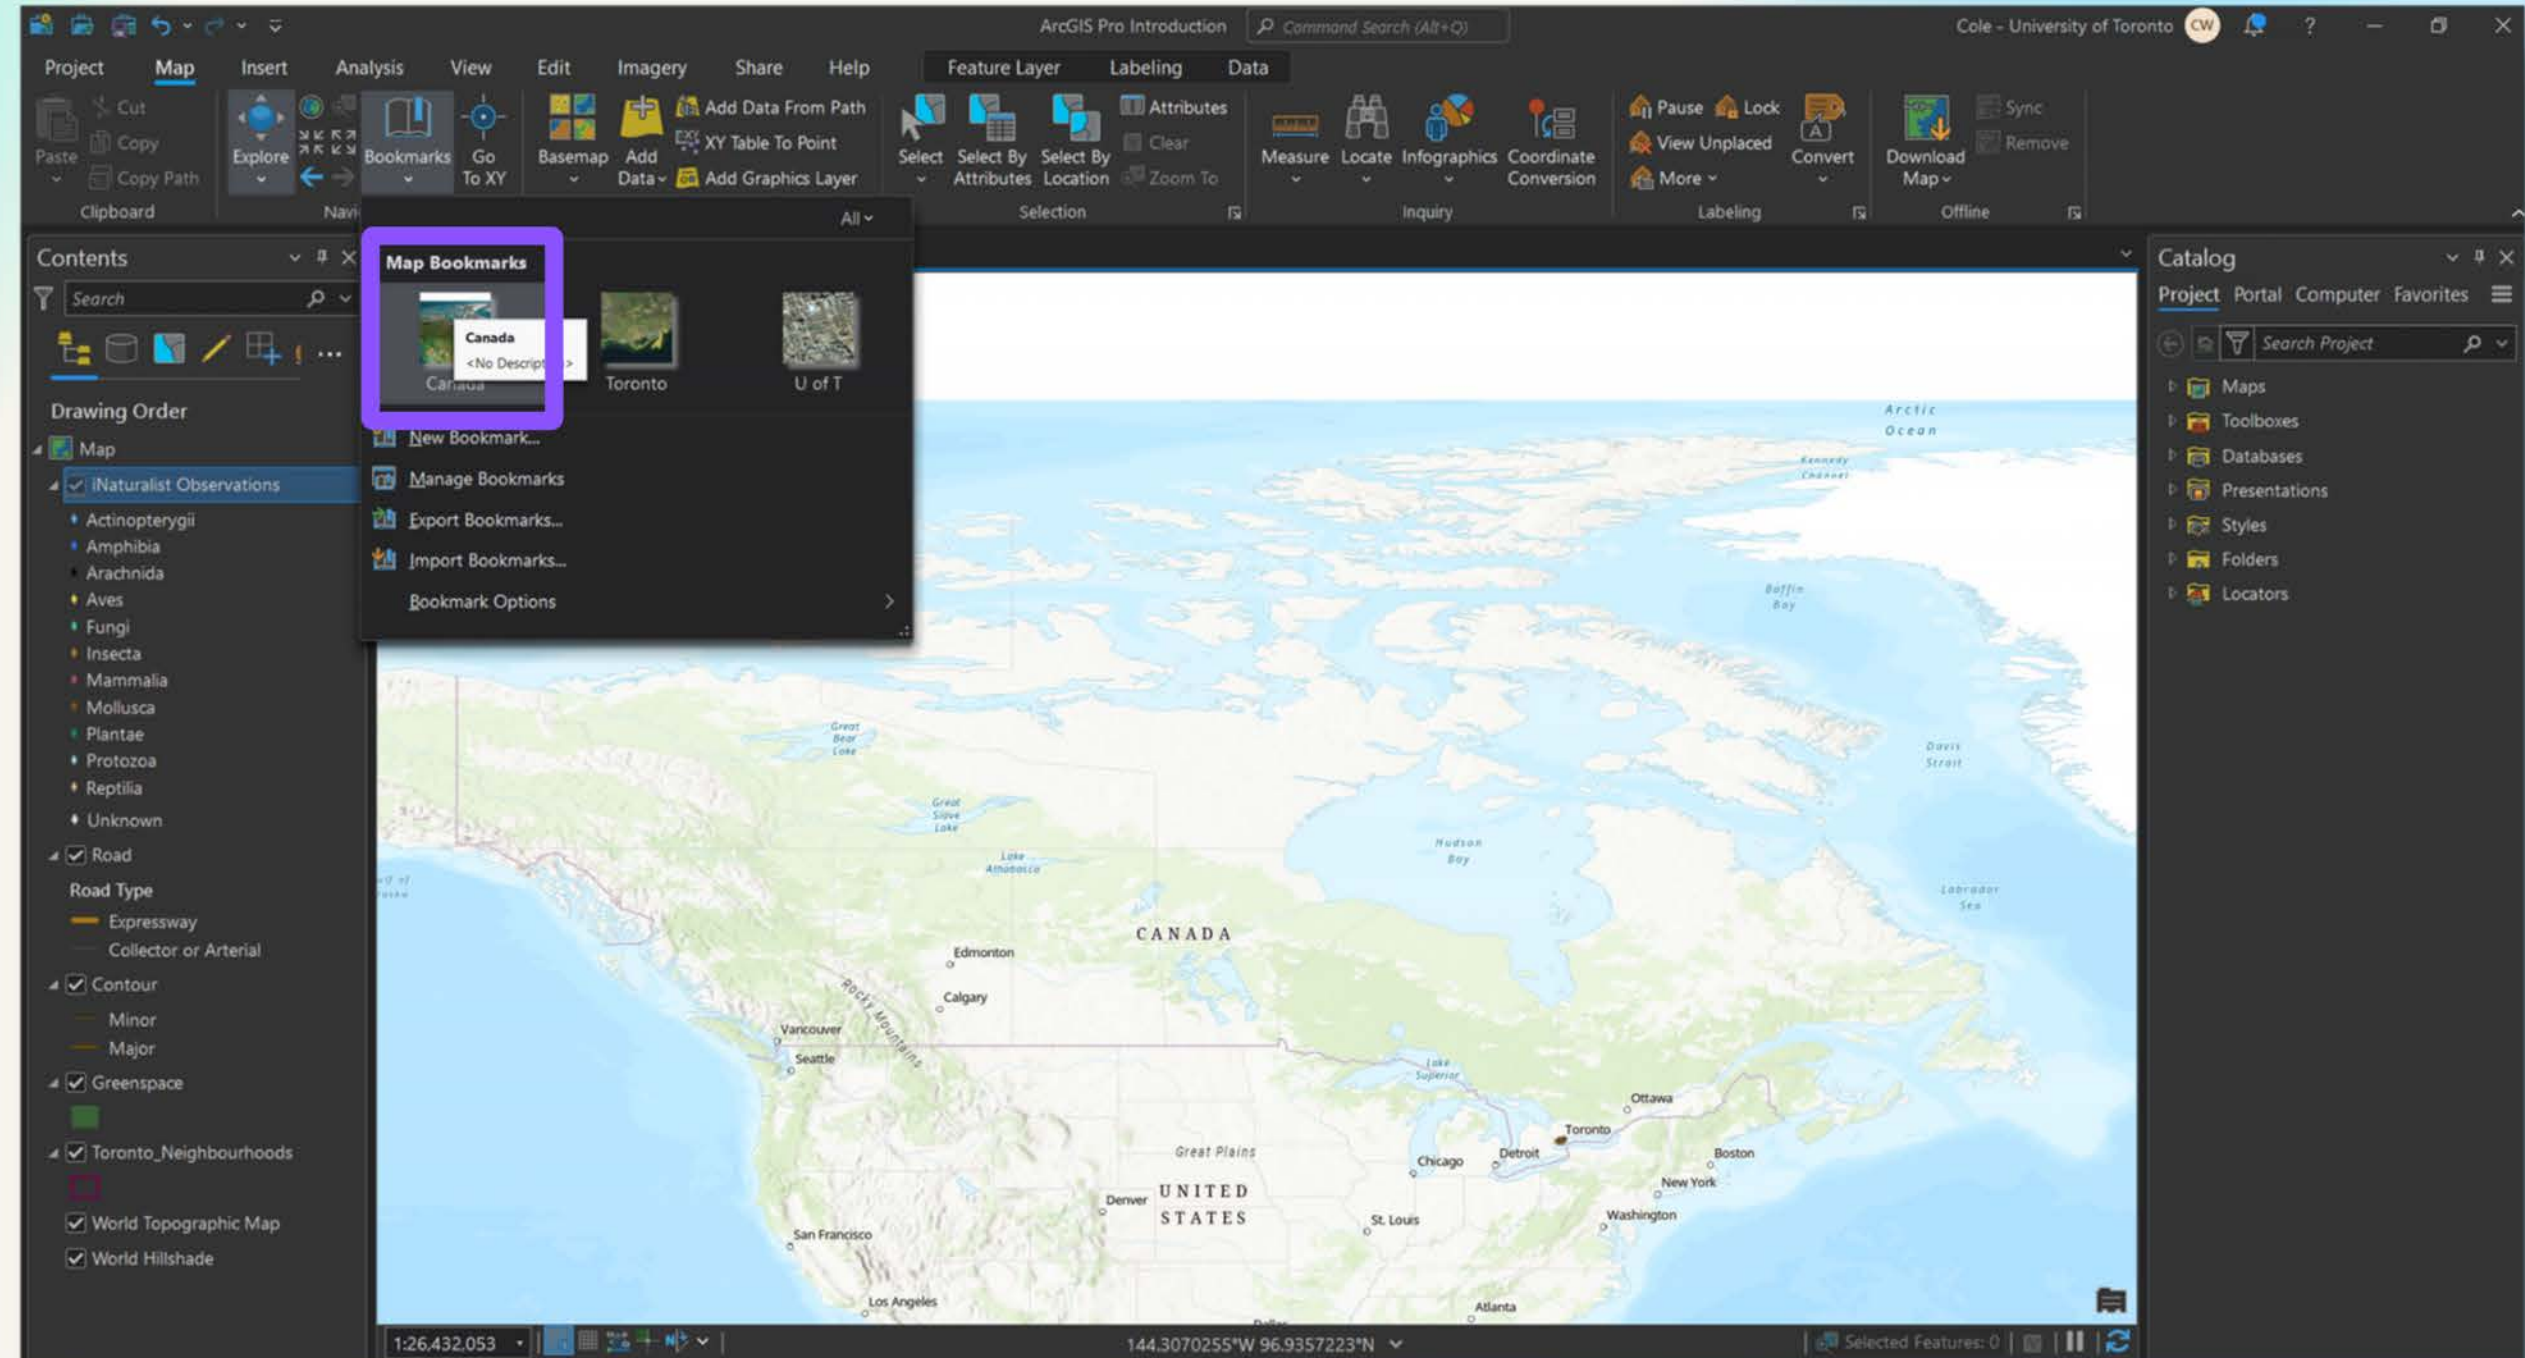 ArcGIS Pro Introduction
Command Search (Alt+Q)
Cole - University of Toronto
CW
?
Project Map Insert Analysis View Edit Imagery Share Help Feature Layer Labeling Data
Paste
Cut
Copy
Copy Path
Clipboard
Explore
Bookmarks
Go To XY
Navi
Basemap
Add Data
Add Data From Path
XY Table To Point
Add Graphics Layer
Select
Select By Attributes
Select By Location
Attributes
Clear
Zoom To
Selection
Measure
Locate
Infographics
Coordinate Conversion
Inquiry
Pause
Lock
View Unplaced
More
Convert
Labeling
Download Map
Sync
Remove
Offline
Contents
Search
Drawing Order
Map
iNaturalist Observations
Actinopterygii
Amphibia
Arachnida
Aves
Fungi
Insecta
Mammalia
Mollusca
Plantae
Protozoa
Reptilia
Unknown
Road
Road Type
Expressway
Collector or Arterial
Contour
Minor
Major
Greenspace
Toronto_Neighbourhoods
World Topographic Map
World Hillshade
All
Map Bookmarks
Canada
<No Descript >
Canada
Toronto
U of T
New Bookmark...
Manage Bookmarks
Export Bookmarks...
Import Bookmarks...
Bookmark Options
Arctic
Ocean
Kennedy
Channel
Baffin
Bay
Davis
Strait
Great
Bear
Lake
Great
Slave
Lake
Lake
Athabasca
Hudson
Bay
Labrador
Sea
CANADA
Edmonton
Calgary
Rocky Mountains
Vancouver
Seattle
Lake
Superior
Ottawa
Toronto
Great Plains
Chicago
Detroit
Boston
New York
Denver
UNITED
STATES
St. Louis
Washington
San Francisco
Los Angeles
Atlanta
1:26,432,053
144.3070255°W 96.9357223°N
Selected Features: 0
Catalog
Project Portal Computer Favorites
Search Project
Maps
Toolboxes
Databases
Presentations
Styles
Folders
Locators